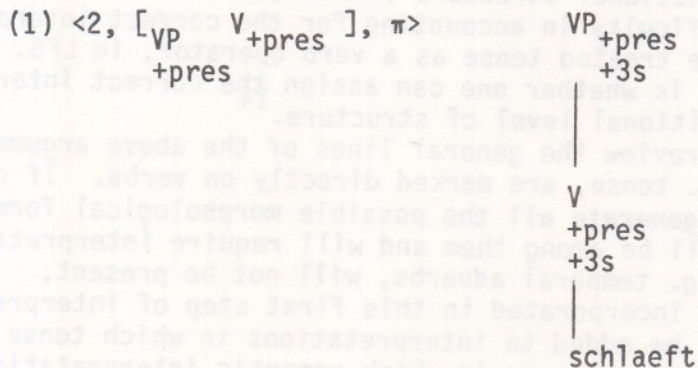 (1) <2, [VP V+pres ], π> VP+pres
+pres +3s
V
+pres
+3s
schlaeft